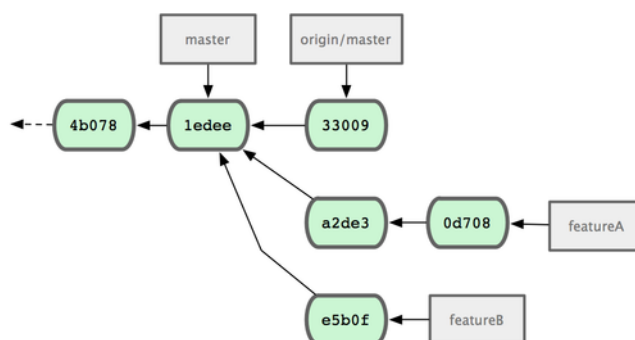 master
origin/master
4b078
1edee
33009
a2de3
0d708
featureA
e5b0f
featureB